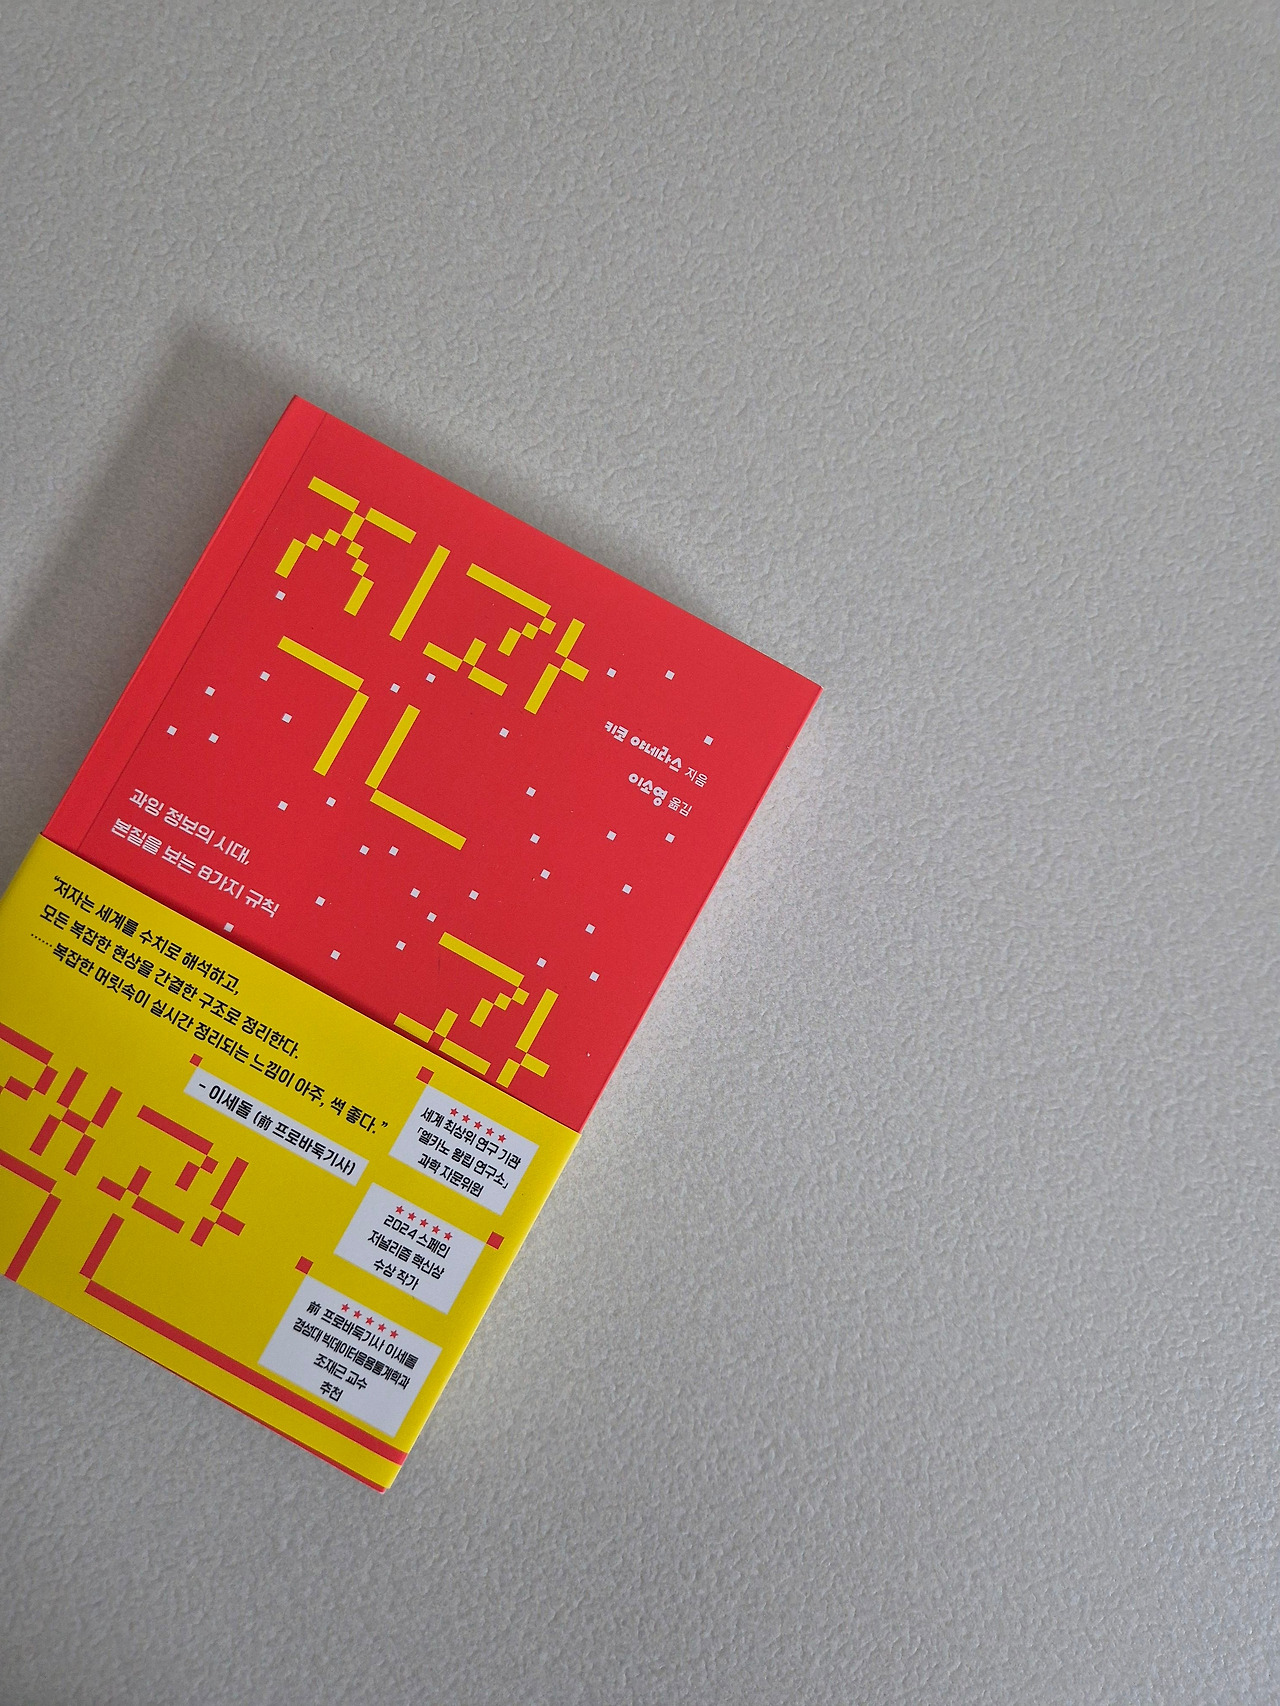 직관
키코 야네라스 지음
이소영 옮김
과잉 정보의 시대,
본질을 보는 8가지 규칙
과
“저자는 세계를 수치로 해석하고,
모든 복잡한 현상을 간결한 구조로 정리한다.
……복잡한 머릿속이 실시간 정리되는 느낌이 아주, 썩 좋다.”
- 이세돌 (前 프로바둑기사)
객관
★★★★★
세계 최상위 연구 기관
「엘카노 왕립 연구소」
과학 자문위원
★★★★★
2024 스페인
저널리즘 혁신상
수상 작가
★★★★★
前 프로바둑기사 이세돌
경성대 빅데이터응용통계학과
조재근 교수
추천